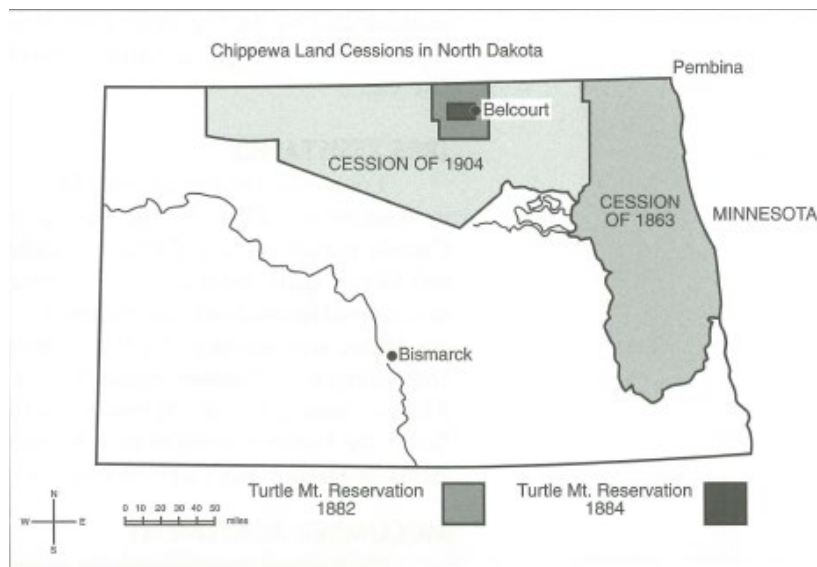 Chippewa Land Cessions in North Dakota
Pembina
Belcourt
CESSION OF 1904
CESSION
OF 1863
MINNESOTA
Bismarck
Turtle Mt. Reservation
1882
Turtle Mt. Reservation
1884
N
W E
S
0 10 20 30 40 50
miles